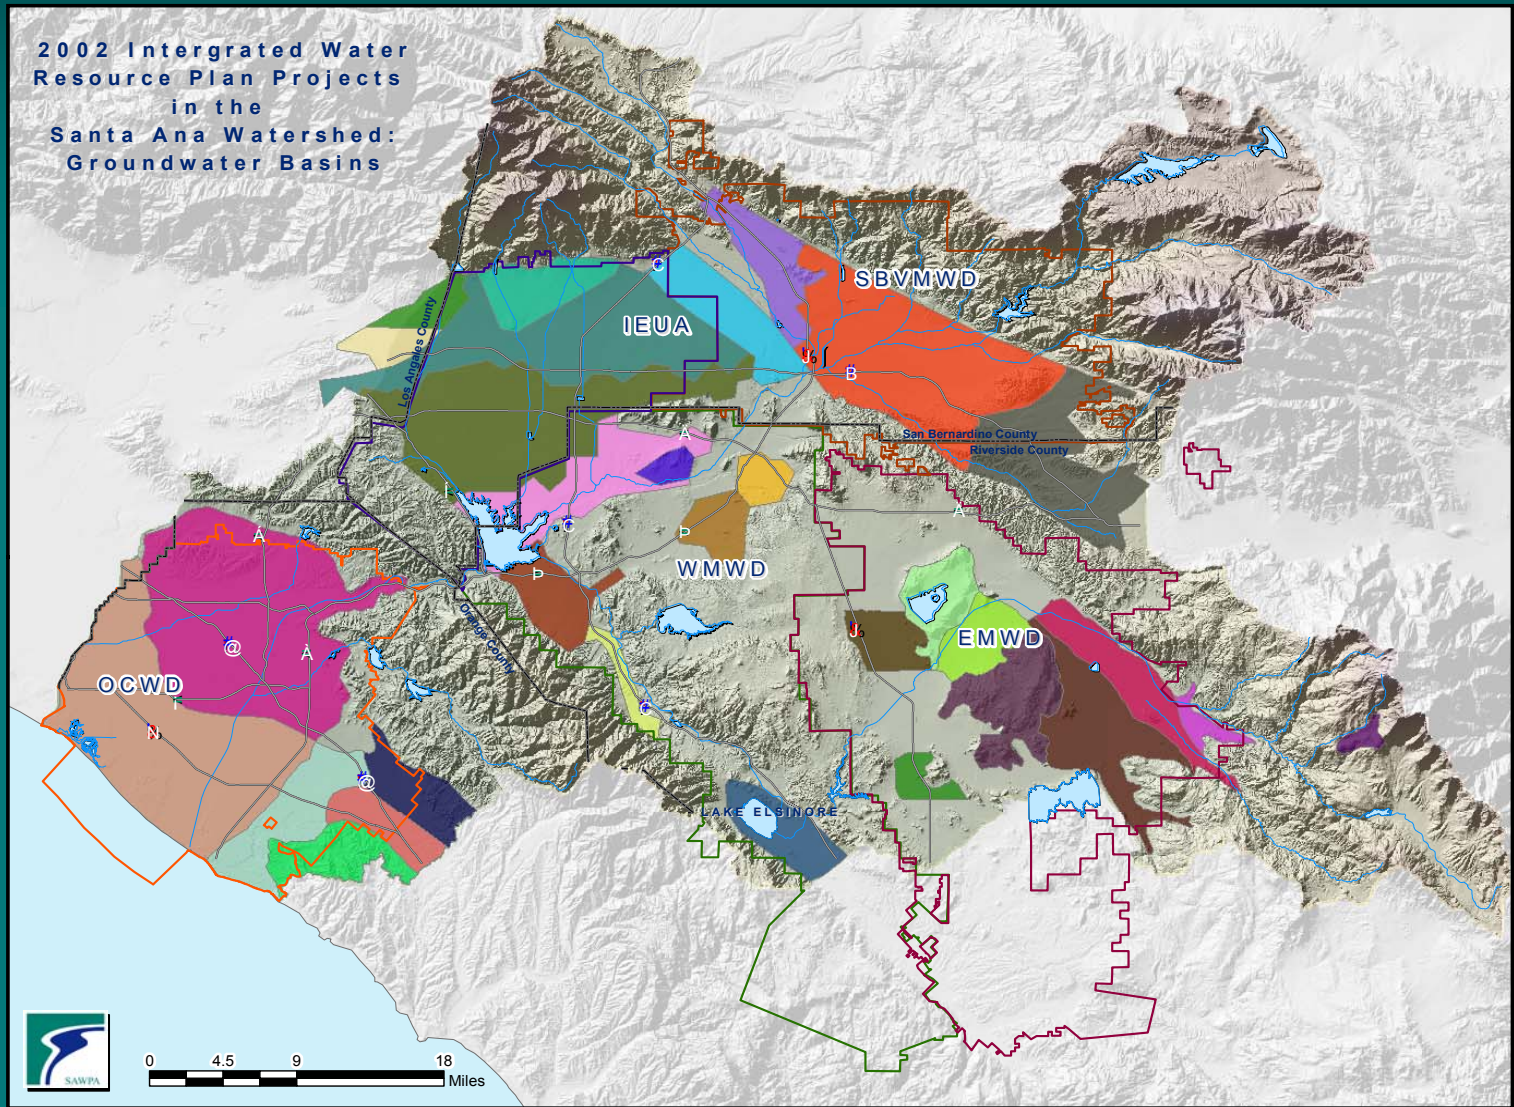 2002 Intergrated Water
Resource Plan Projects
in the
Santa Ana Watershed:
Groundwater Basins
SBVMWD
C
IEUA
Los Angales County
J
B
San Bernardino County
Riverside County
A
A
A
P
G
WMWD
P
Orange County
J
EMWD
@
A
OCWD
T
N
C
@
LAKE ELSINORE
SAWPA
0 4.5 9 18
Miles